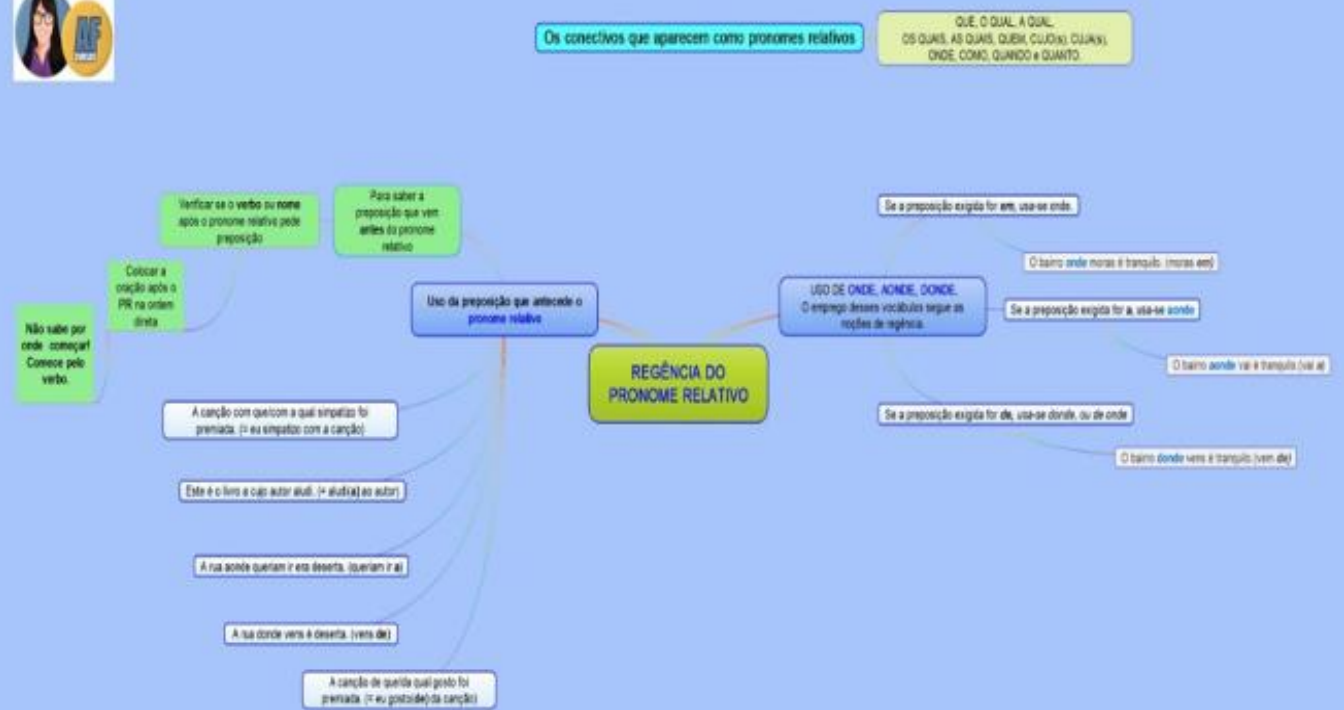 AF
CURSOS
Os conectivos que aparecem como pronomes relativos
QUE, O QUAL, A QUAL,
OS QUAIS, AS QUAIS, QUEM, CUJO(s), CUJA(s),
ONDE, COMO, QUANDO e QUANTO.
Verificar se o verbo ou nome
após o pronome relativo pede
preposição
Para saber a
preposição que vem
antes do pronome
relativo
Colocar a
oração após o
PR na ordem
direta
Não sabe por
onde começar!
Comece pelo
verbo.
Uso da preposição que antecede o
pronome relativo
REGÊNCIA DO
PRONOME RELATIVO
A canção com que/com a qual simpatizo foi
premiada. (= eu simpatizo com a canção)
Este é o livro a cujo autor aludi. (= aludi(a) ao autor)
A rua aonde queriam ir era deserta. (queriam ir a)
A rua donde vens é deserta. (vens de)
A canção de que/da qual gosto foi
premiada. (= eu gosto(de) da canção)
USO DE ONDE, AONDE, DONDE.
O emprego desses vocábulos segue as
noções de regência.
Se a preposição exigida for em, usa-se onde.
O bairro onde moras é tranquilo. (moras em)
Se a preposição exigida for a, usa-se aonde
O bairro aonde vai é tranquilo.(vai a)
Se a preposição exigida for de, usa-se donde, ou de onde
O bairro donde vens é tranquilo.(vem de)